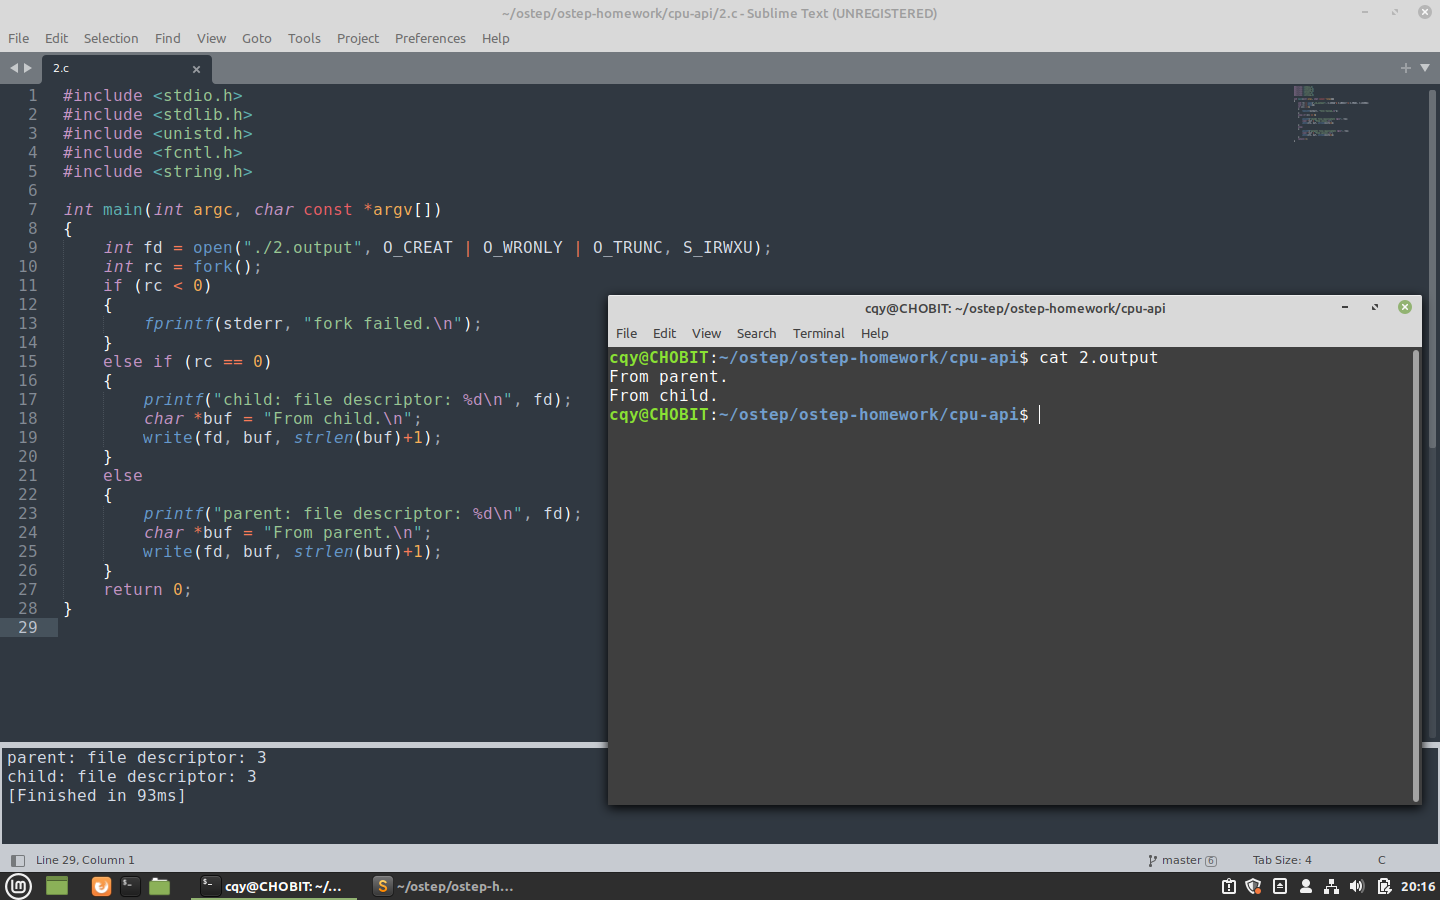 ~/ostep/ostep-homework/cpu-api/2.c - Sublime Text (UNREGISTERED)
File Edit Selection Find View Goto Tools Project Preferences Help
2.c
1 #include <stdio.h>
2 #include <stdlib.h>
3 #include <unistd.h>
4 #include <fcntl.h>
5 #include <string.h>
6
7 int main(int argc, char const *argv[])
8 {
9     int fd = open("./2.output", O_CREAT | O_WRONLY | O_TRUNC, S_IRWXU);
10     int rc = fork();
11     if (rc < 0)
12     {
13         fprintf(stderr, "fork failed.\n");
14     }
15     else if (rc == 0)
16     {
17         printf("child: file descriptor: %d\n", fd);
18         char *buf = "From child.\n";
19         write(fd, buf, strlen(buf)+1);
20     }
21     else
22     {
23         printf("parent: file descriptor: %d\n", fd);
24         char *buf = "From parent.\n";
25         write(fd, buf, strlen(buf)+1);
26     }
27     return 0;
28 }
29
cqy@CHOBIT: ~/ostep/ostep-homework/cpu-api
File Edit View Search Terminal Help
cqy@CHOBIT:~/ostep/ostep-homework/cpu-api$ cat 2.output
From parent.
From child.
cqy@CHOBIT:~/ostep/ostep-homework/cpu-api$
parent: file descriptor: 3
child: file descriptor: 3
[Finished in 93ms]
Line 29, Column 1
master 6
Tab Size: 4
C
cqy@CHOBIT: ~/...
~/ostep/ostep-h...
20:16